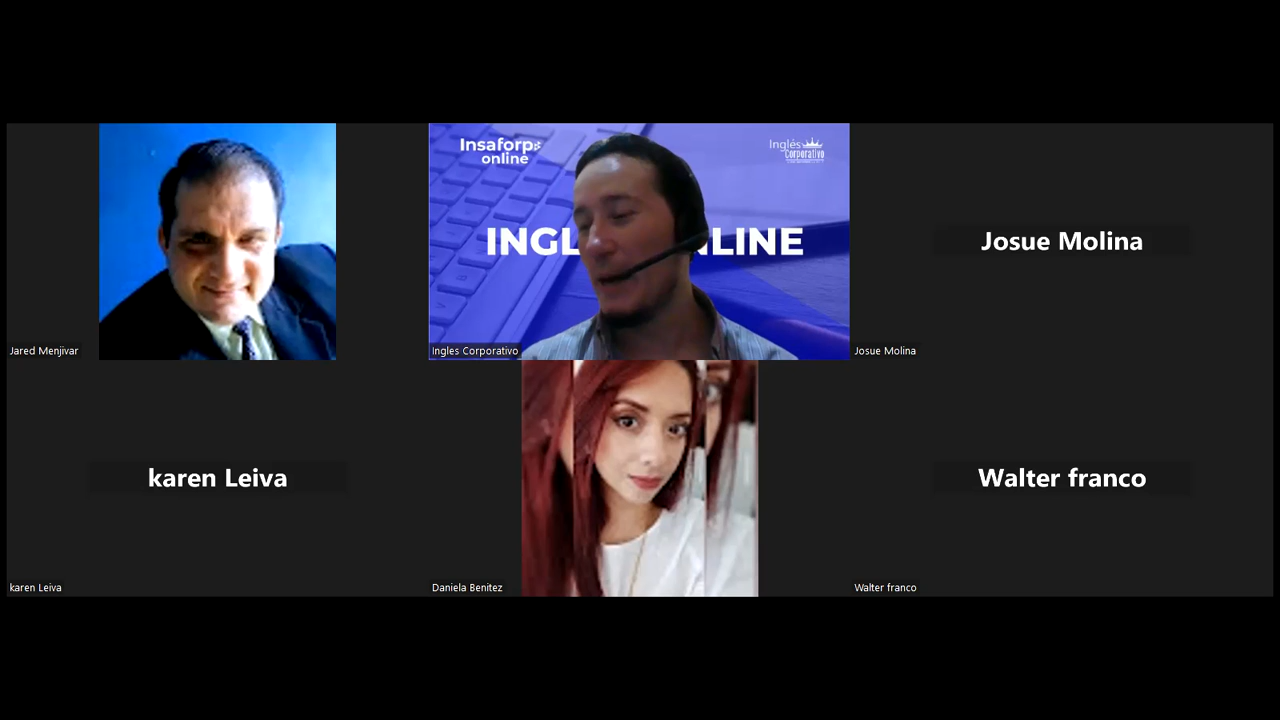 Insaforp
online
Inglés
Corporativo
INGL LINE
Josue Molina
Jared Menjivar
Ingles Corporativo
Josue Molina
karen Leiva
Walter franco
karen Leiva
Daniela Benitez
Walter franco